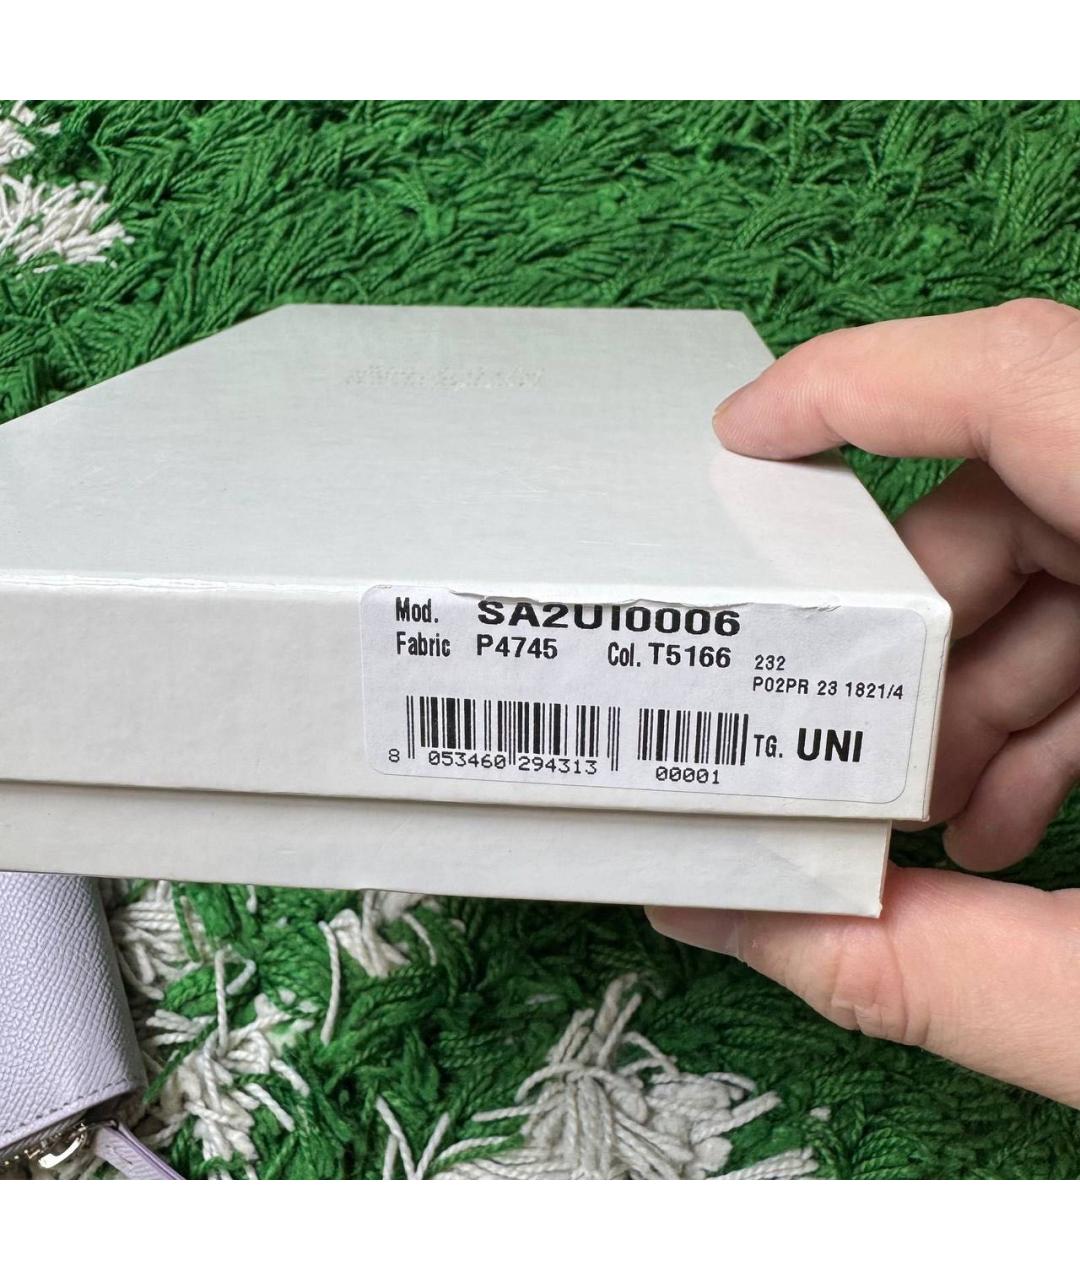 Mod. SA2UI0006
Fabric P4745 Col. T5166 232
P02PR 23 1821/4
TG. UNI
8 053460 294313 00001